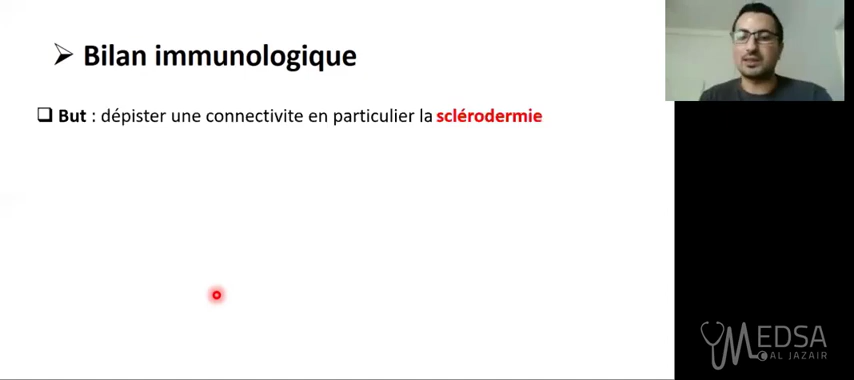 Bilan immunologique
But : dépister une connectivite en particulier la sclérodermie
MEDSA
AL JAZAIR